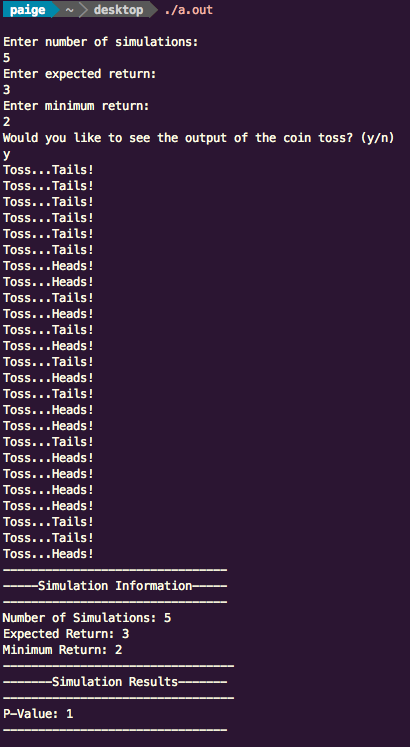 paige ~ desktop ./a.out
Enter number of simulations:
5
Enter expected return:
3
Enter minimum return:
2
Would you like to see the output of the coin toss? (y/n)
y
Toss...Tails!
Toss...Tails!
Toss...Tails!
Toss...Tails!
Toss...Tails!
Toss...Tails!
Toss...Heads!
Toss...Heads!
Toss...Tails!
Toss...Heads!
Toss...Tails!
Toss...Heads!
Toss...Tails!
Toss...Heads!
Toss...Tails!
Toss...Heads!
Toss...Heads!
Toss...Tails!
Toss...Heads!
Toss...Heads!
Toss...Heads!
Toss...Heads!
Toss...Tails!
Toss...Tails!
Toss...Heads!
--------------------------------
-----Simulation Information-----
--------------------------------
Number of Simulations: 5
Expected Return: 3
Minimum Return: 2
---------------------------------
-------Simulation Results-------
---------------------------------
P-Value: 1
--------------------------------